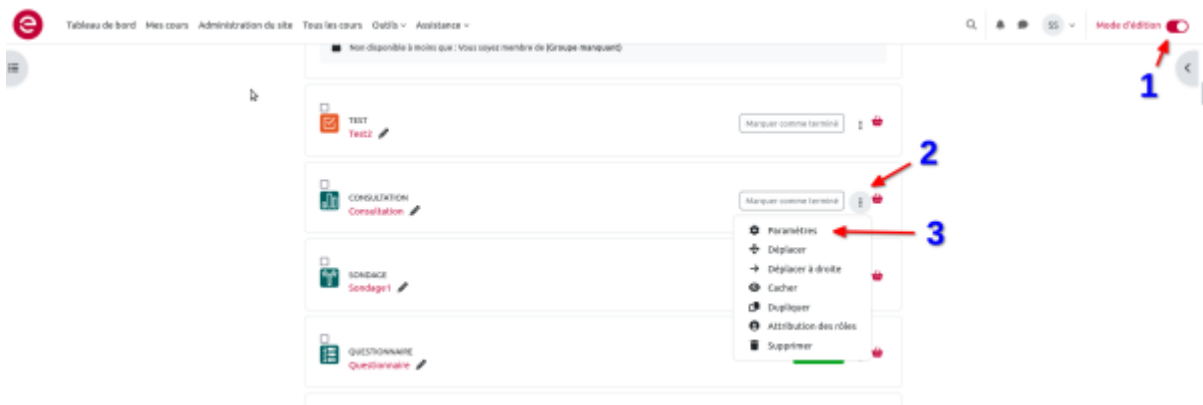 Tableau de bord Mes cours Administration du site Tous les cours Outils Assistance SS Mode d'édition
Non disponible à moins que : Vous soyez membre de (Groupe manquant)
1
TEST
Test2
Marquer comme terminé
2
CONSULTATION
Consultation
Marquer comme terminé
Paramètres
3
Déplacer
Déplacer à droite
SONDAGE
Sondage1
Cacher
Dupliquer
Attribution des rôles
Supprimer
QUESTIONNAIRE
Questionnaire